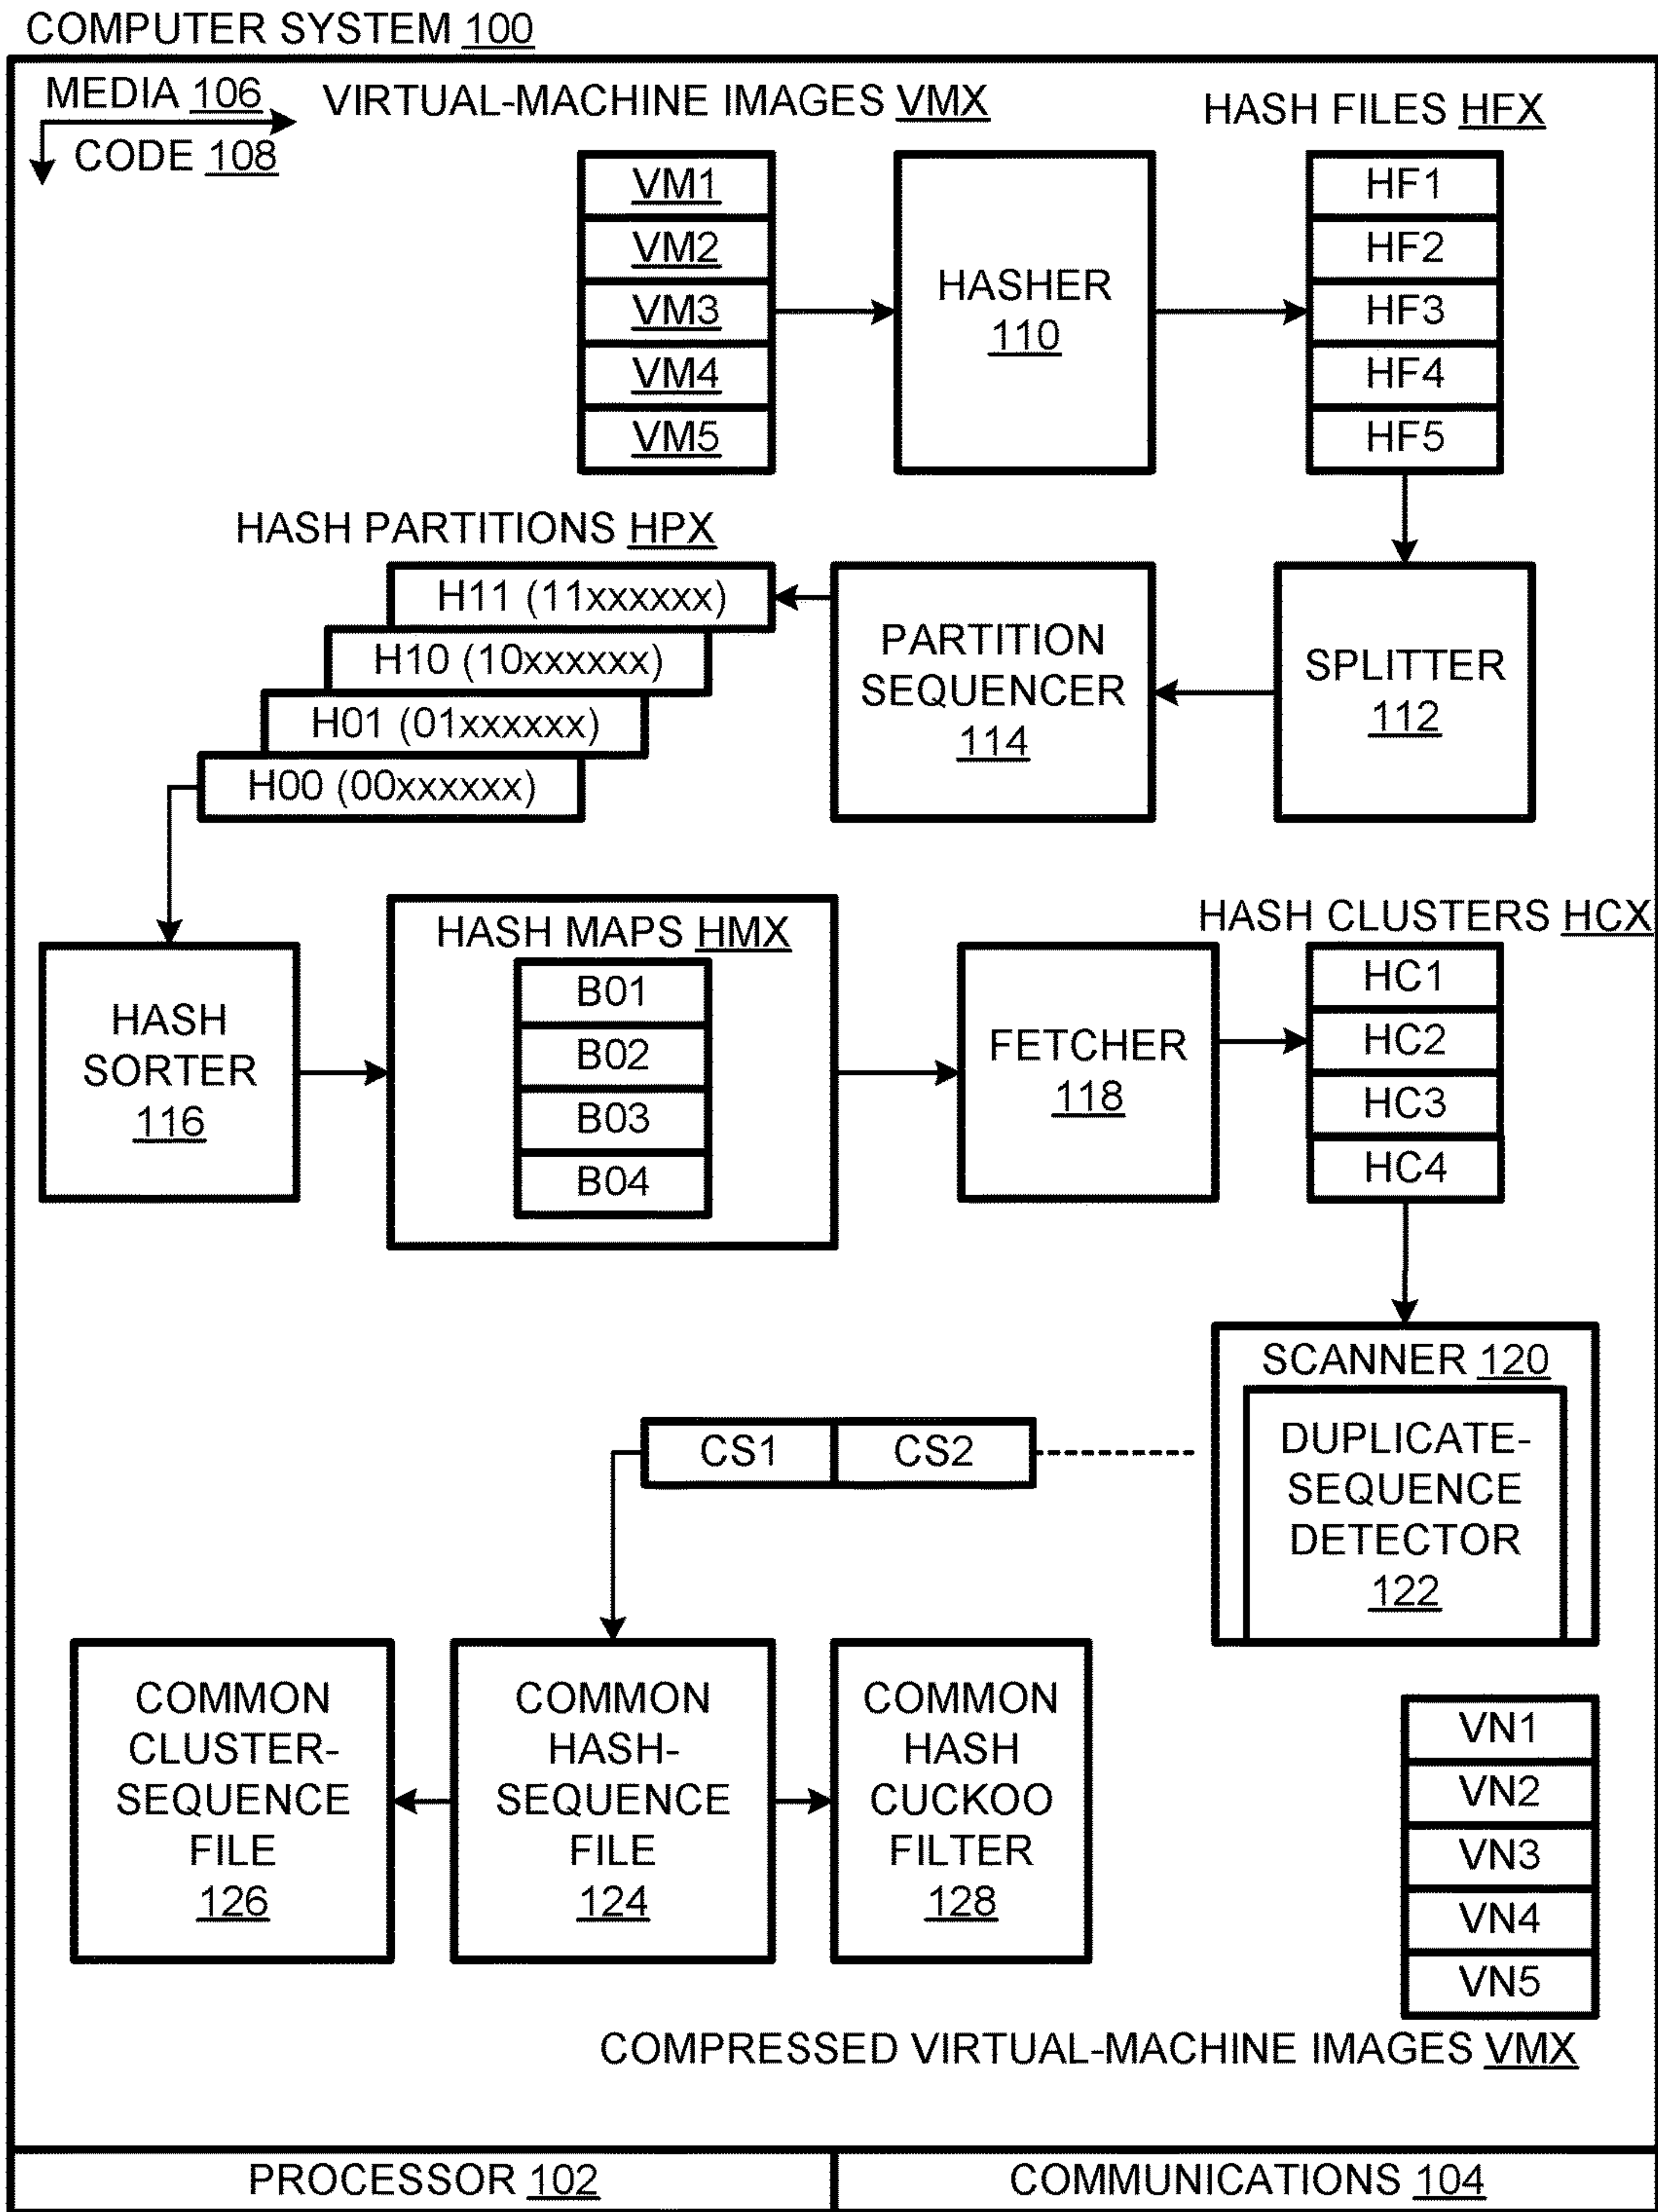 COMPUTER SYSTEM 100
MEDIA 106
CODE 108
VIRTUAL-MACHINE IMAGES VMX
VM1
VM2
VM3
VM4
VM5
HASHER
110
HASH FILES HFX
HF1
HF2
HF3
HF4
HF5
HASH PARTITIONS HPX
H11 (11xxxxxx)
H10 (10xxxxxx)
H01 (01xxxxxx)
H00 (00xxxxxx)
PARTITION
SEQUENCER
114
SPLITTER
112
HASH
SORTER
116
HASH MAPS HMX
B01
B02
B03
B04
FETCHER
118
HASH CLUSTERS HCX
HC1
HC2
HC3
HC4
SCANNER 120
DUPLICATE-
SEQUENCE
DETECTOR
122
CS1
CS2
COMMON
CLUSTER-
SEQUENCE
FILE
126
COMMON
HASH-
SEQUENCE
FILE
124
COMMON
HASH
CUCKOO
FILTER
128
VN1
VN2
VN3
VN4
VN5
COMPRESSED VIRTUAL-MACHINE IMAGES VMX
PROCESSOR 102
COMMUNICATIONS 104